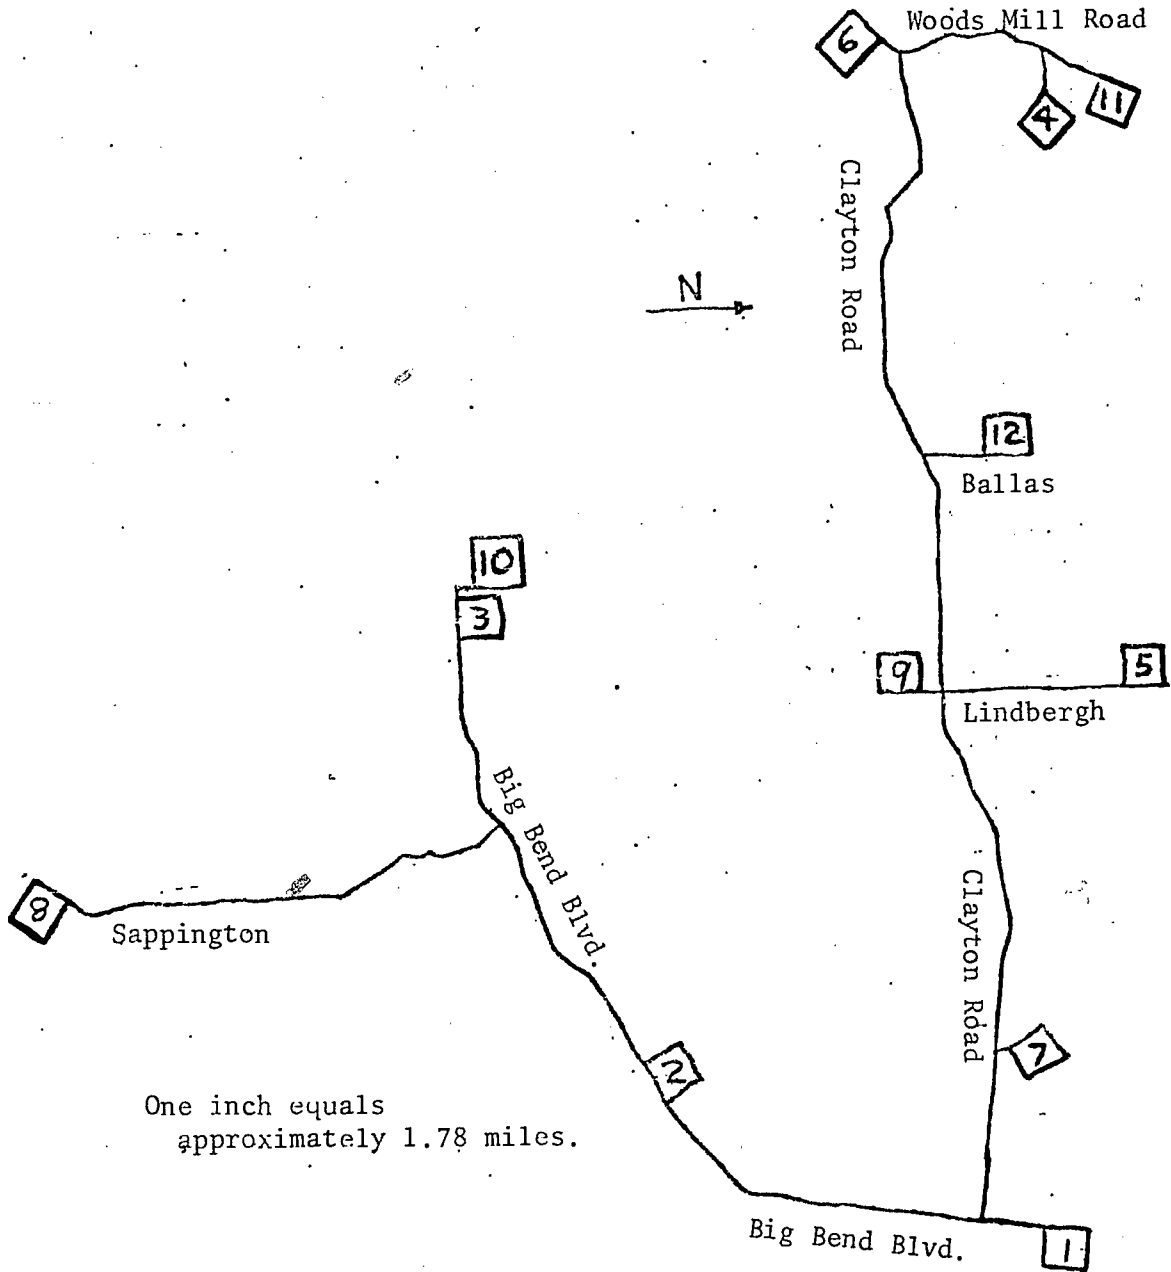 Woods Mill Road
6
11
4
Clayton Road
N
12
Ballas
10
3
9
5
Lindbergh
Big Bend Blvd.
8
Sappington
Clayton Road
7
2
One inch equals
approximately 1.78 miles.
Big Bend Blvd.
1